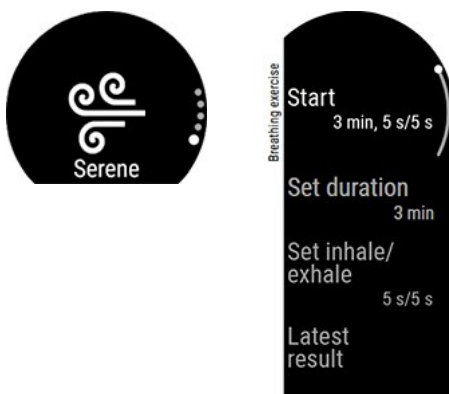 Serene
Breathing exercise
Start
3 min, 5 s/5 s
Set duration
3 min
Set inhale/
exhale
5 s/5 s
Latest
result